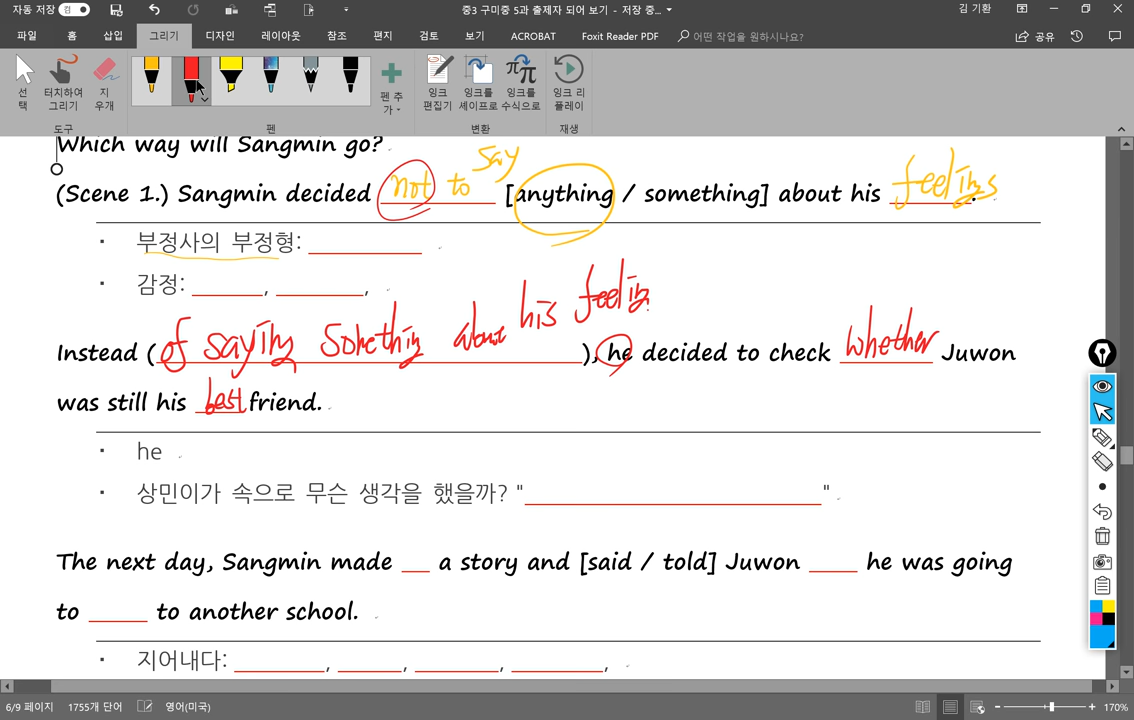 자동 저장 컴 중3 구미중 5과 출제자 되어 보기 - 저장 중... 김 기환
파일 홈 삽입 그리기 디자인 레이아웃 참조 편지 검토 보기 ACROBAT Foxit Reader PDF 어떤 작업을 원하시나요? 공유
선택 터치하여 그리기 지우개 펜 추가 잉크 편집기 잉크를 셰이프로 잉크를 수식으로 잉크 리플레이
도구 펜 변환 재생
Which way will Sangmin go?
(Scene 1.) Sangmin decided not to say [anything / something] about his feelings.
· 부정사의 부정형:
· 감정: , ,
Instead (of saying something about his feeling), he decided to check whether Juwon
was still his best friend.
· he
· 상민이가 속으로 무슨 생각을 했을까? " "
The next day, Sangmin made __ a story and [said / told] Juwon ___ he was going
to ____ to another school.
· 지어내다: , , , ,
6/9 페이지 1755개 단어 영어(미국) 170%